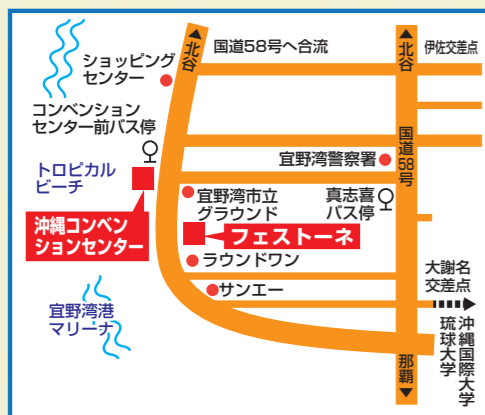 ▲北谷
国道58号へ合流
▲北谷
伊佐交差点
ショッピング
センター
コンベンション
センター前バス停
国道58号
宜野湾警察署
トロピカル
ビーチ
宜野湾市立
グラウンド
真志喜
バス停
沖縄コンベン
ションセンター
フェストーネ
ラウンドワン
大謝名
交差点
サンエー
宜野湾港
マリーナ
沖縄国際大学
琉球大学
那覇▼